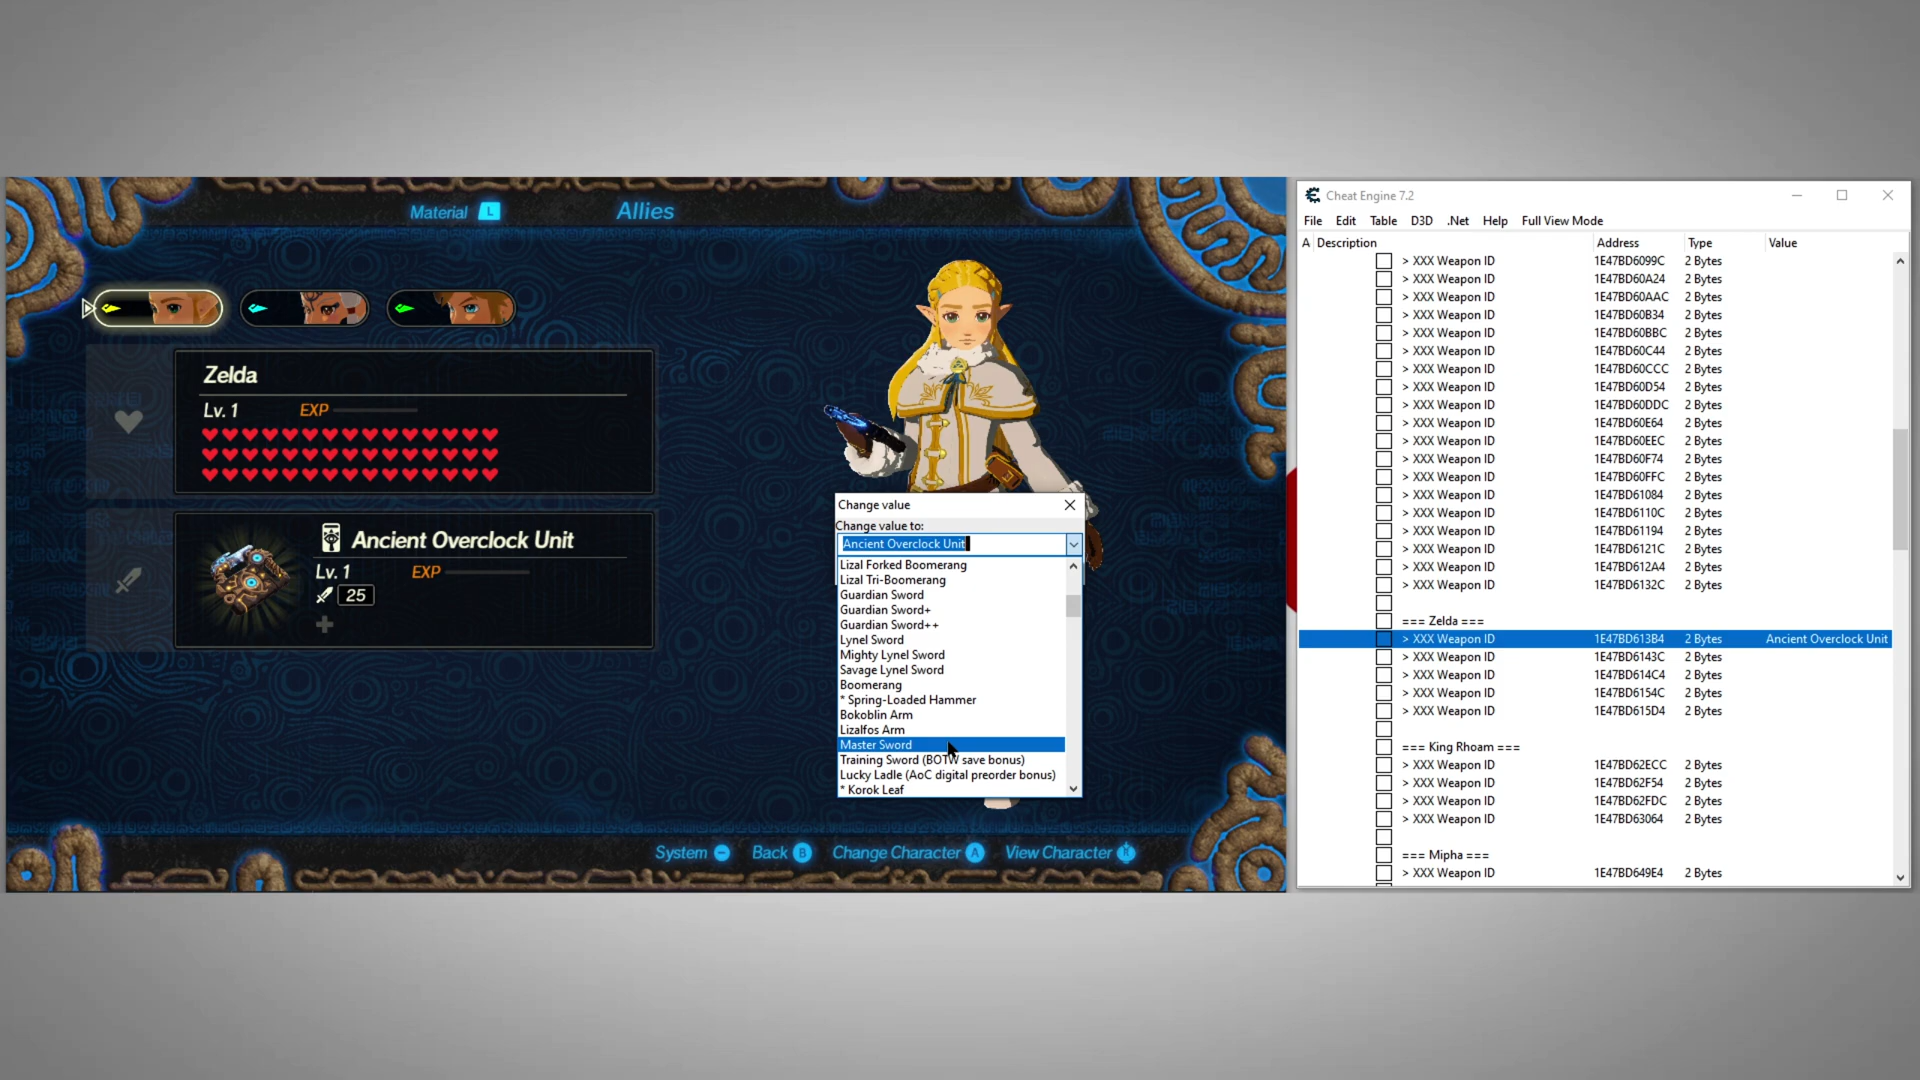 Material L
Allies
Zelda
Lv. 1 EXP
Ancient Overclock Unit
Lv. 1 EXP
25
System Back B Change Character A View Character R
Change value
Change value to:
Ancient Overclock Unit
Lizal Forked Boomerang
Lizal Tri-Boomerang
Guardian Sword
Guardian Sword+
Guardian Sword++
Lynel Sword
Mighty Lynel Sword
Savage Lynel Sword
Boomerang
* Spring-Loaded Hammer
Bokoblin Arm
Lizalfos Arm
Master Sword
Training Sword (BOTW save bonus)
Lucky Ladle (AoC digital preorder bonus)
* Korok Leaf
Cheat Engine 7.2
File Edit Table D3D .Net Help Full View Mode
A Description Address Type Value
> XXX Weapon ID 1E47BD6099C 2 Bytes
> XXX Weapon ID 1E47BD60A24 2 Bytes
> XXX Weapon ID 1E47BD60AAC 2 Bytes
> XXX Weapon ID 1E47BD60B34 2 Bytes
> XXX Weapon ID 1E47BD60BBC 2 Bytes
> XXX Weapon ID 1E47BD60C44 2 Bytes
> XXX Weapon ID 1E47BD60CCC 2 Bytes
> XXX Weapon ID 1E47BD60D54 2 Bytes
> XXX Weapon ID 1E47BD60DDC 2 Bytes
> XXX Weapon ID 1E47BD60E64 2 Bytes
> XXX Weapon ID 1E47BD60EEC 2 Bytes
> XXX Weapon ID 1E47BD60F74 2 Bytes
> XXX Weapon ID 1E47BD60FFC 2 Bytes
> XXX Weapon ID 1E47BD61084 2 Bytes
> XXX Weapon ID 1E47BD6110C 2 Bytes
> XXX Weapon ID 1E47BD61194 2 Bytes
> XXX Weapon ID 1E47BD6121C 2 Bytes
> XXX Weapon ID 1E47BD612A4 2 Bytes
> XXX Weapon ID 1E47BD6132C 2 Bytes
=== Zelda ===
> XXX Weapon ID 1E47BD613B4 2 Bytes Ancient Overclock Unit
> XXX Weapon ID 1E47BD6143C 2 Bytes
> XXX Weapon ID 1E47BD614C4 2 Bytes
> XXX Weapon ID 1E47BD6154C 2 Bytes
> XXX Weapon ID 1E47BD615D4 2 Bytes
=== King Rhoam ===
> XXX Weapon ID 1E47BD62ECC 2 Bytes
> XXX Weapon ID 1E47BD62F54 2 Bytes
> XXX Weapon ID 1E47BD62FDC 2 Bytes
> XXX Weapon ID 1E47BD63064 2 Bytes
=== Mipha ===
> XXX Weapon ID 1E47BD649E4 2 Bytes